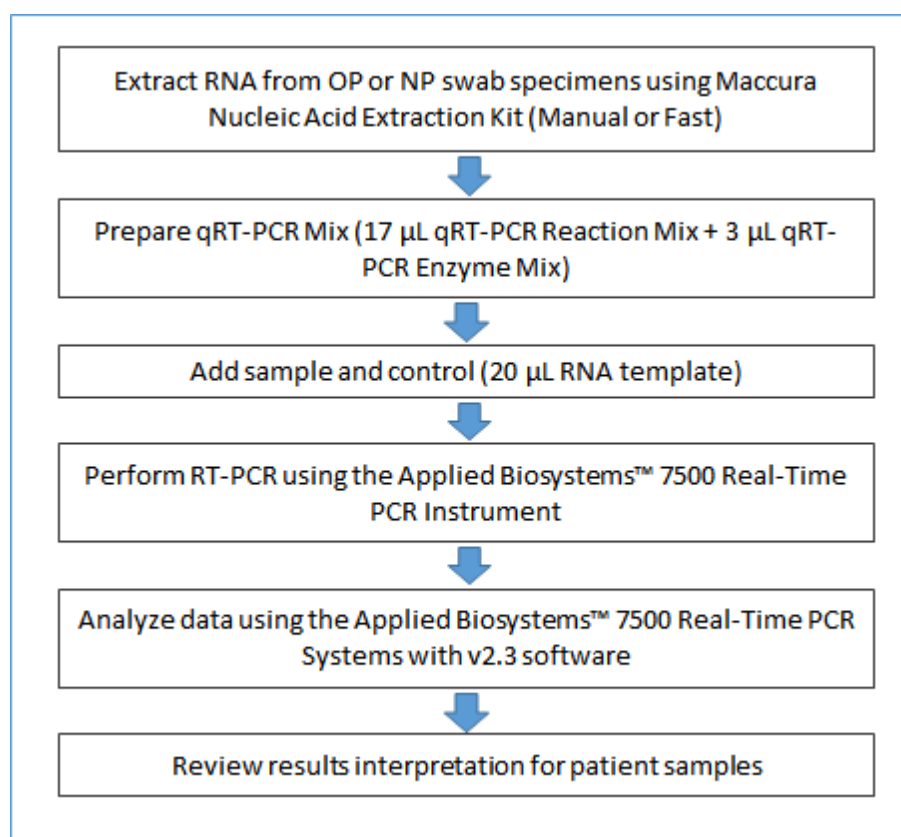 Extract RNA from OP or NP swab specimens using Maccura
Nucleic Acid Extraction Kit (Manual or Fast)
Prepare qRT-PCR Mix (17 µL qRT-PCR Reaction Mix + 3 µL qRT-
PCR Enzyme Mix)
Add sample and control (20 µL RNA template)
Perform RT-PCR using the Applied Biosystems™ 7500 Real-Time
PCR Instrument
Analyze data using the Applied Biosystems™ 7500 Real-Time PCR
Systems with v2.3 software
Review results interpretation for patient samples